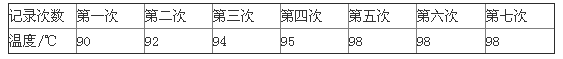 记录次数 第一次 第二次 第三次 第四次 第五次 第六次 第七次
温度/℃ 90 92 94 95 98 98 98